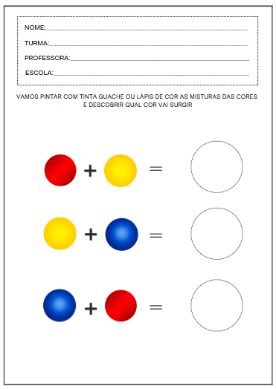 NOME:
TURMA:
PROFESSORA:
ESCOLA:
VAMOS PINTAR COM TINTA GUACHE OU LÁPIS DE COR AS MISTURAS DAS CORES
E DESCOBRIR QUAL COR VAI SURGIR
+ =
+ =
+ =